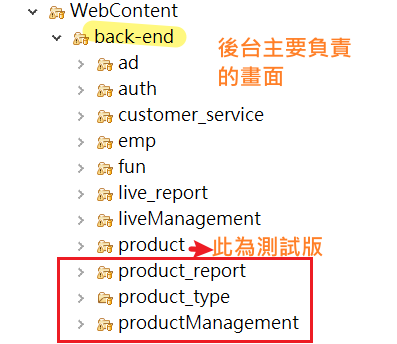 WebContent
back-end
後台主要負責
的畫面
ad
auth
customer_service
emp
fun
live_report
liveManagement
product
此為測試版
product_report
product_type
productManagement